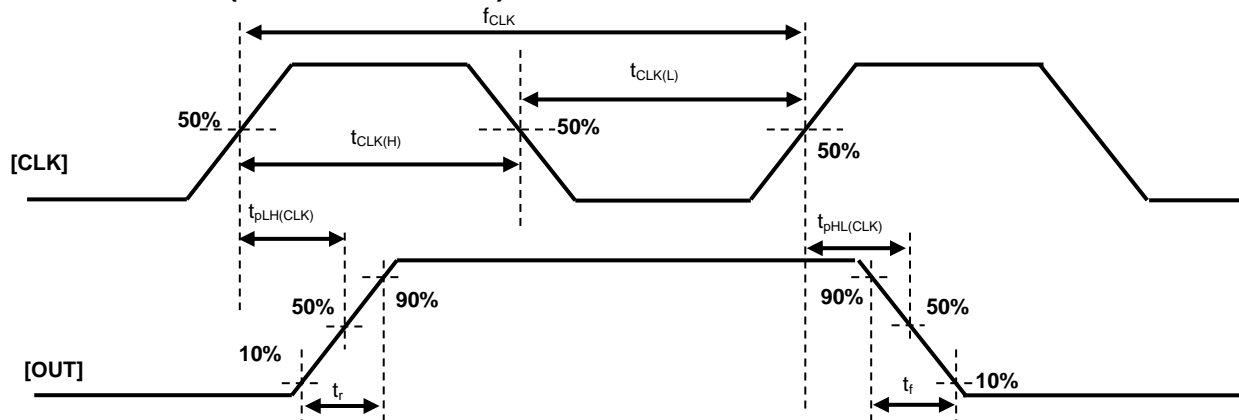 fCLK
tCLK(L)
50%
50%
tCLK(H)
50%
[CLK]
tpLH(CLK)
tpHL(CLK)
50%
90%
90%
50%
10%
[OUT]
tr
tf
10%